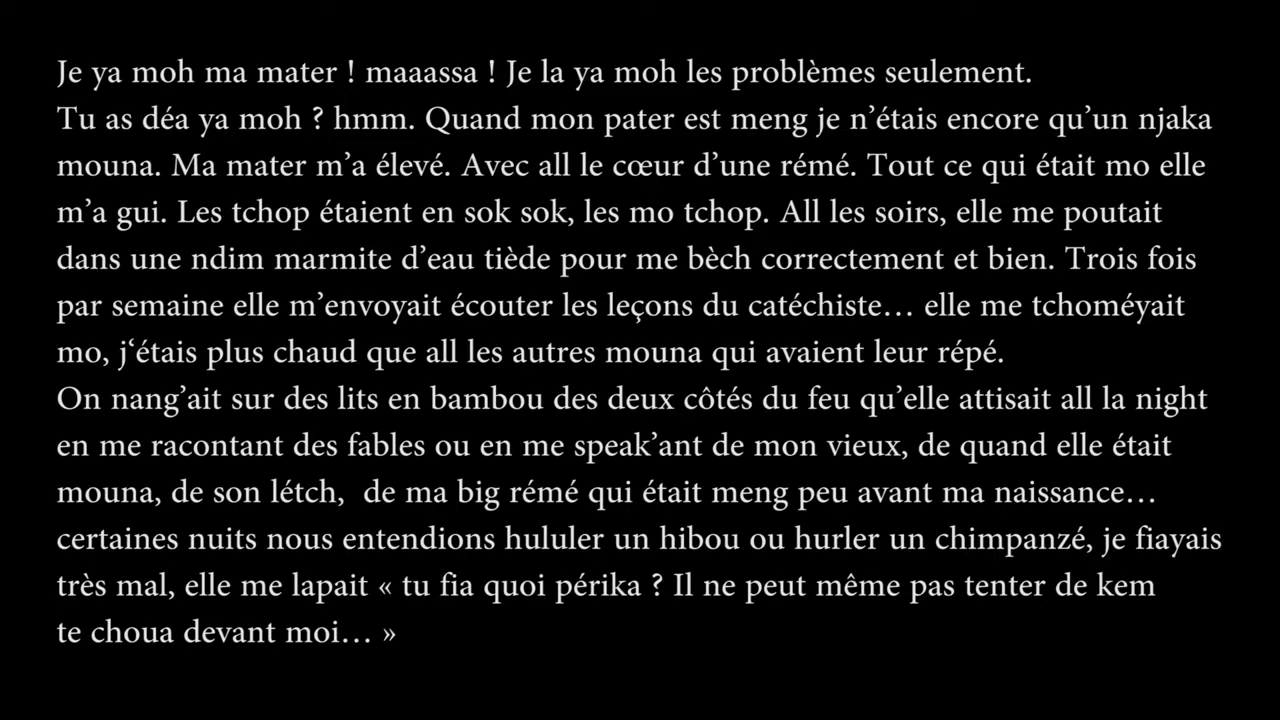 Je ya moh ma mater ! maaassa ! Je la ya moh les problèmes seulement.
Tu as déa ya moh ? hmm. Quand mon pater est meng je n’étais encore qu’un njaka
mouna. Ma mater m’a élevé. Avec all le cœur d’une rémé. Tout ce qui était mo elle
m’a gui. Les tchop étaient en sok sok, les mo tchop. All les soirs, elle me poutait
dans une ndim marmite d’eau tiède pour me bèch correctement et bien. Trois fois
par semaine elle m’envoyait écouter les leçons du catéchiste… elle me tchoméyait
mo, j‘étais plus chaud que all les autres mouna qui avaient leur répé.
On nang’ait sur des lits en bambou des deux côtés du feu qu’elle attisait all la night
en me racontant des fables ou en me speak’ant de mon vieux, de quand elle était
mouna, de son létch,  de ma big rémé qui était meng peu avant ma naissance…
certaines nuits nous entendions hululer un hibou ou hurler un chimpanzé, je fiayais
très mal, elle me lapait « tu fia quoi périka ? Il ne peut même pas tenter de kem
te choua devant moi… »